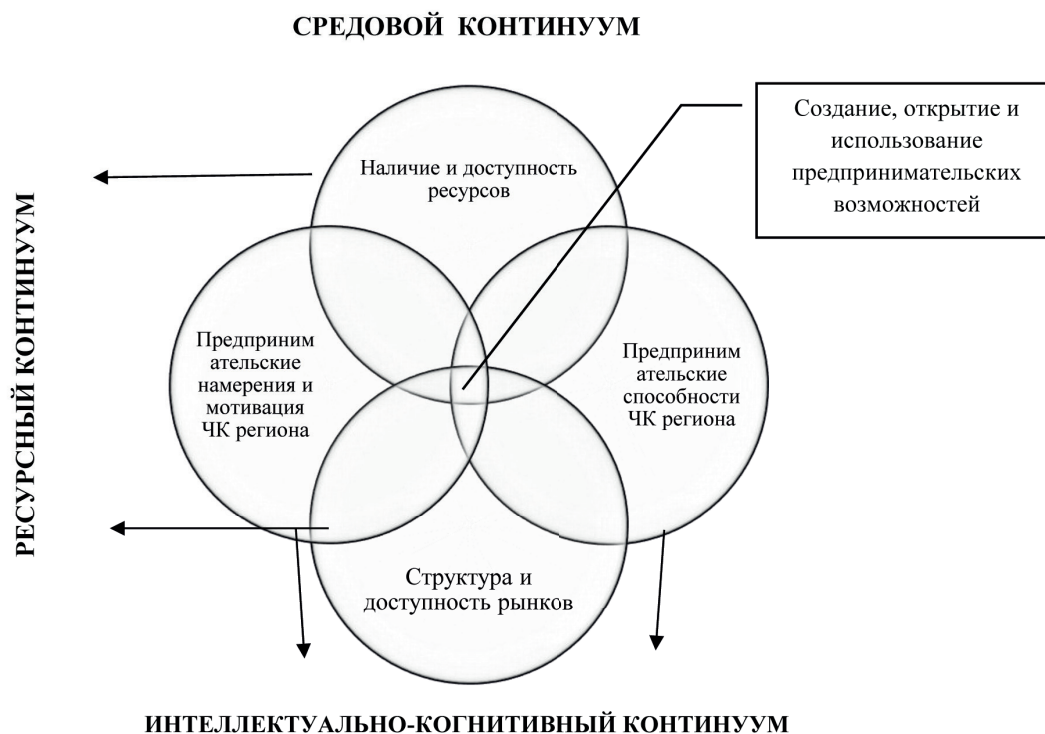 СРЕДОВОЙ КОНТИНУУМ
Создание, открытие и
использование
предпринимательских
возможностей
Наличие и доступность
ресурсов
РЕСУРСНЫЙ КОНТИНУУМ
Предприним
ательские
намерения и
мотивация
ЧК региона
Предприним
ательские
способности
ЧК региона
Структура и
доступность рынков
ИНТЕЛЛЕКТУАЛЬНО-КОГНИТИВНЫЙ КОНТИНУУМ